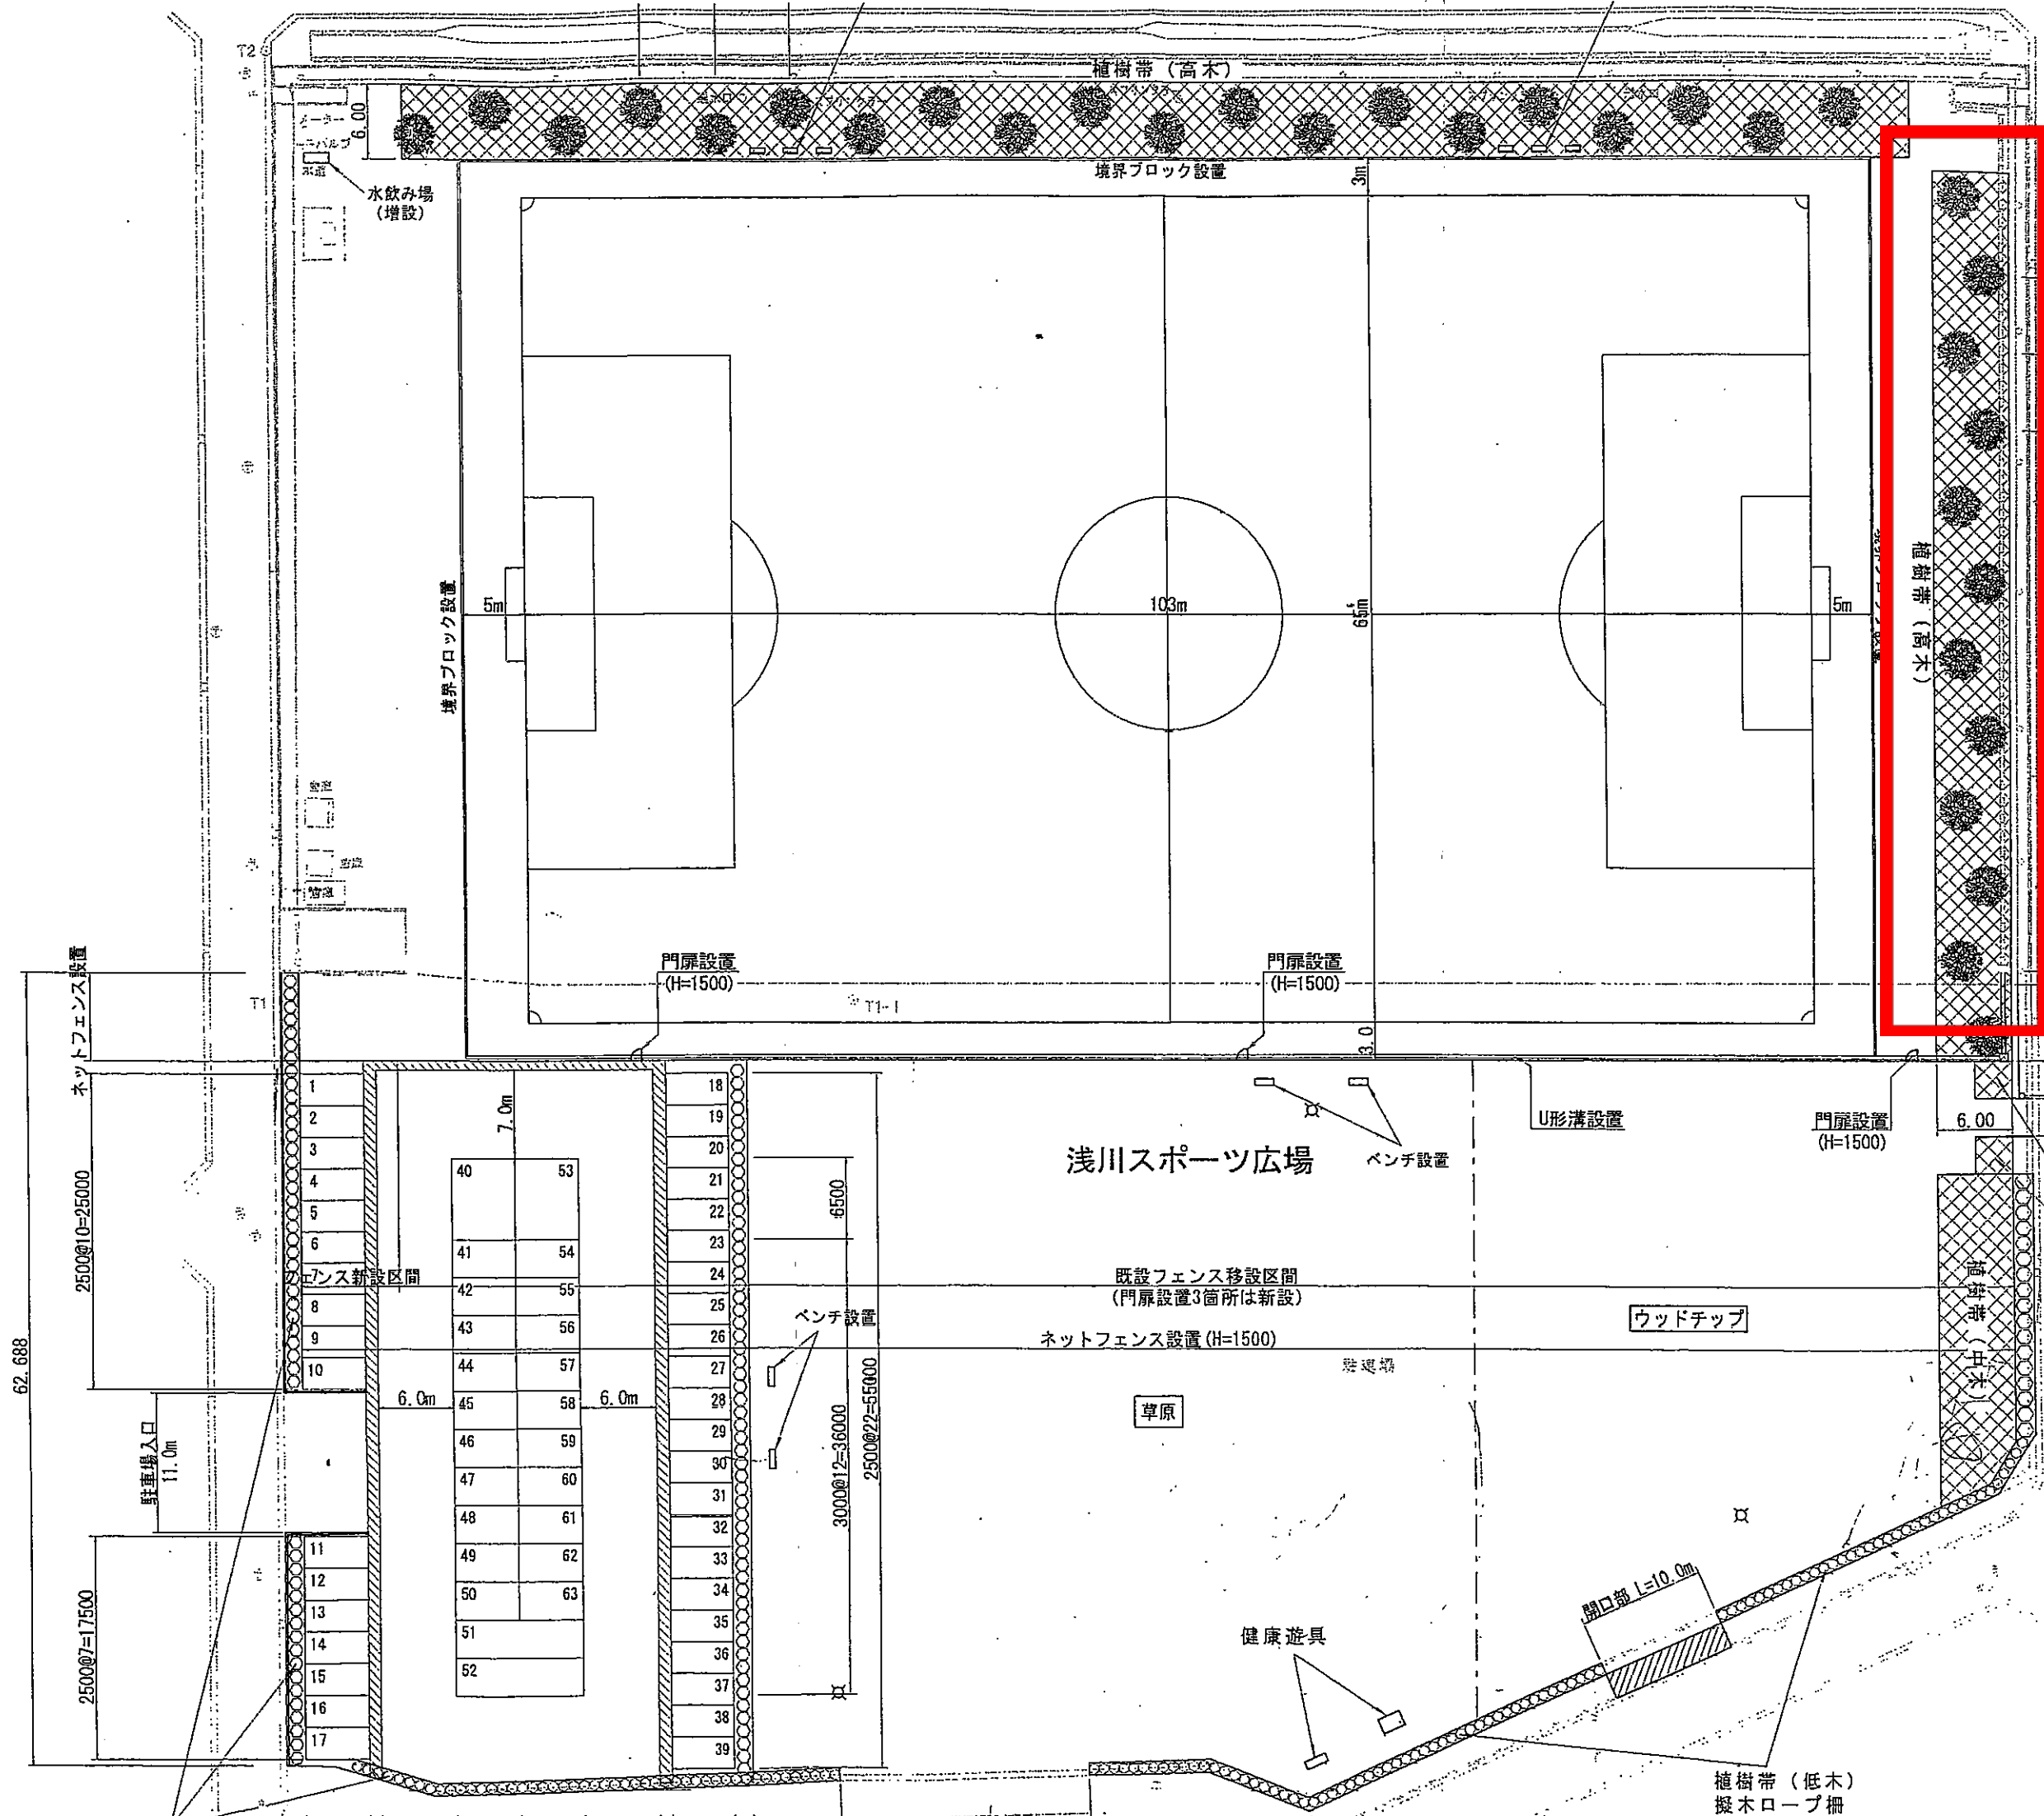 T2
植樹帯（高木）
メーター
バルブ
6.00
水飲み場
（増設）
境界ブロック設置
3m
境界ブロック設置
5m
103m
65m
5m
植樹帯（高木）
門扉設置
(H=1500)
門扉設置
(H=1500)
T1
T1-1
3.0
ネットフェンス設置
62.688
2500@10=25000
駐車場入口
11.0m
2500@7=17500
1
2
3
4
5
6
7
8
9
10
11
12
13
14
15
16
17
フェンス新設区間
7.0m
40 53
41 54
42 55
43 56
44 57
45 58
46 59
47 60
48 61
49 62
50 63
51
52
6.0m
6.0m
18
19
20
21
22
23
24
25
26
27
28
29
30
31
32
33
34
35
36
37
38
39
6500
3000@12=36000
2500@22=55000
ベンチ設置
浅川スポーツ広場
ベンチ設置
U形溝設置
門扉設置
(H=1500)
6.00
既設フェンス移設区間
(門扉設置3箇所は新設)
ネットフェンス設置(H=1500)
ウッドチップ
草原
植樹帯（中木）
開口部 L=10.0m
健康遊具
植樹帯（低木）
擬木ロープ柵